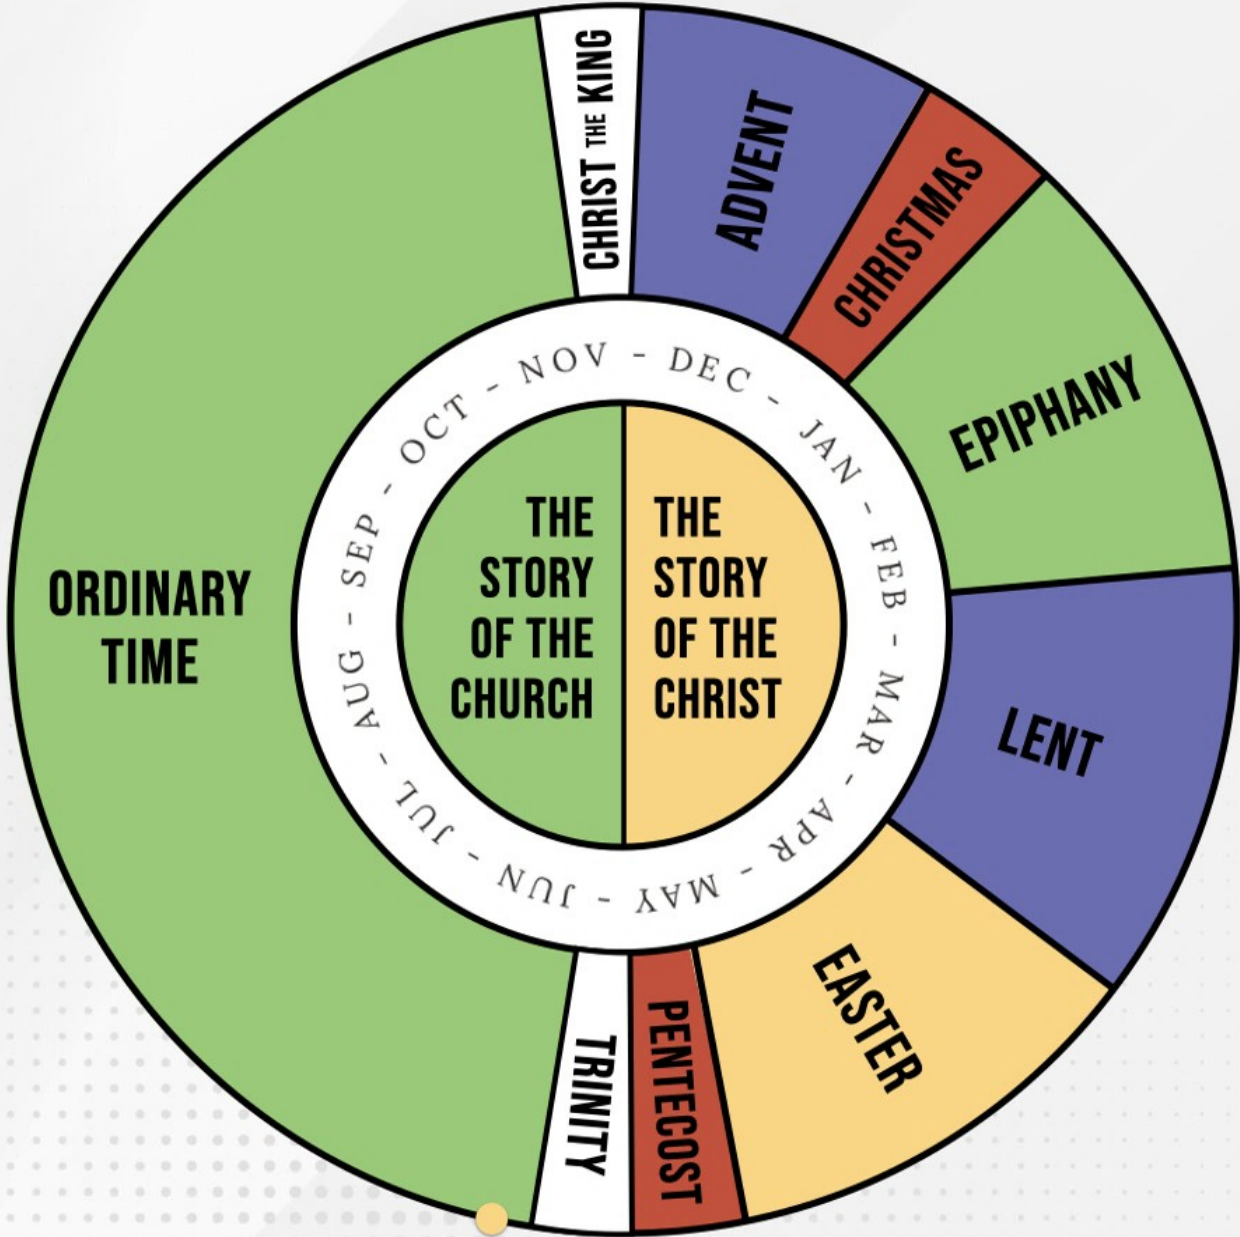 CHRIST THE KING
ADVENT
CHRISTMAS
EPIPHANY
LENT
EASTER
PENTECOST
TRINITY
ORDINARY
TIME
NOV - DEC - JAN - FEB - MAR - APR - MAY - JUN - JUL - AUG - SEP - OCT -
THE
STORY
OF THE
CHURCH
THE
STORY
OF THE
CHRIST